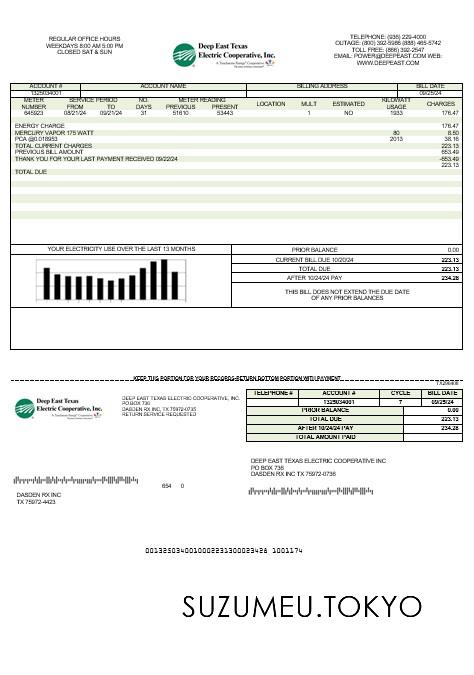 REGULAR OFFICE HOURS
WEEKDAYS 8:00 AM 5:00 PM
CLOSED SAT & SUN
Deep East Texas
Electric Cooperative, Inc.
TELEPHONE: (936) 229-4000
OUTAGE: (800) 392-5986 (888) 465-5742
TOLL FREE: (866) 392-2547
EMAIL: POWER@DEEPEAST.COM WEB:
WWW.DEEPEAST.COM
ACCOUNT # ACCOUNT NAME BILLING ADDRESS BILL DATE
1325034001 09/25/24
METER NUMBER SERVICE PERIOD FROM TO NO. DAYS METER READING PREVIOUS PRESENT LOCATION MULT ESTIMATED KILOWATT USAGE CHARGES
645923 08/21/24 09/21/24 31 51610 53443 1 NO 1933 176.47
ENERGY CHARGE 176.47
MERCURY VAPOR 175 WATT 80 8.50
PCA @0.018953 2013 38.16
TOTAL CURRENT CHARGES 223.13
PREVIOUS BILL AMOUNT 653.49
THANK YOU FOR YOUR LAST PAYMENT RECEIVED 09/22/24 -653.49
223.13
TOTAL DUE
YOUR ELECTRICITY USE OVER THE LAST 13 MONTHS
PRIOR BALANCE 0.00
CURRENT BILL DUE 10/20/24 223.13
TOTAL DUE 223.13
AFTER 10/24/24 PAY 234.28
THIS BILL DOES NOT EXTEND THE DUE DATE
OF ANY PRIOR BALANCES
KEEP THIS PORTION FOR YOUR RECORDS-RETURN BOTTOM PORTION WITH PAYMENT
Deep East Texas
Electric Cooperative, Inc.
DEEP EAST TEXAS ELECTRIC COOPERATIVE, INC.
PO BOX 736
DASDEN RX INC, TX 75972-0735
RETURN SERVICE REQUESTED
TELEPHONE # ACCOUNT # CYCLE BILL DATE
1325034001 7 09/25/24
PRIOR BALANCE 0.00
TOTAL DUE 223.13
AFTER 10/24/24 PAY 234.28
TOTAL AMOUNT PAID
DEEP EAST TEXAS ELECTRIC COOPERATIVE INC
PO BOX 736
DASDEN RX INC TX 75972-0736
654 0
DASDEN RX INC
TX 75972-4423
0013250340010002231300023428 1001174
SUZUMEU.TOKYO